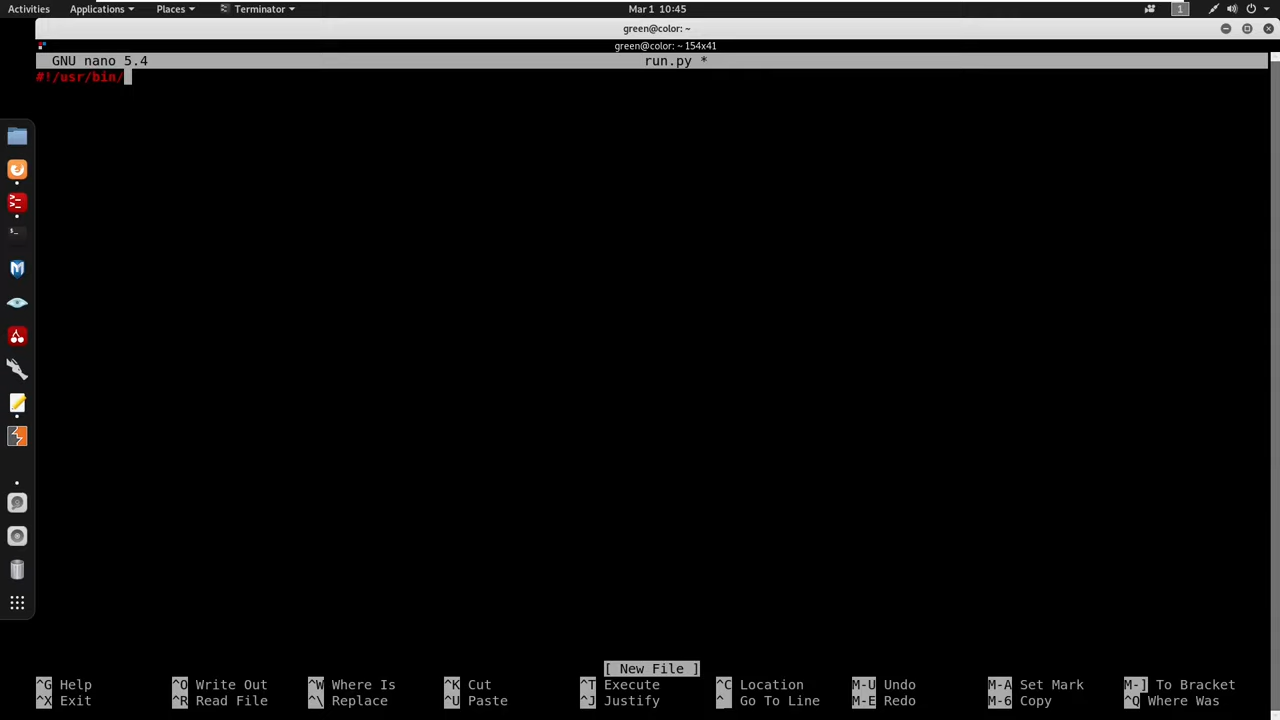 Activities Applications Places Terminator Mar 1 10:45 1
green@color: ~
green@color: ~ 154x41
GNU nano 5.4 run.py *
#!/usr/bin/
[ New File ]
^G Help ^O Write Out ^W Where Is ^K Cut ^T Execute ^C Location M-U Undo M-A Set Mark M-] To Bracket
^X Exit ^R Read File ^\ Replace ^U Paste ^J Justify ^_ Go To Line M-E Redo M-6 Copy ^Q Where Was